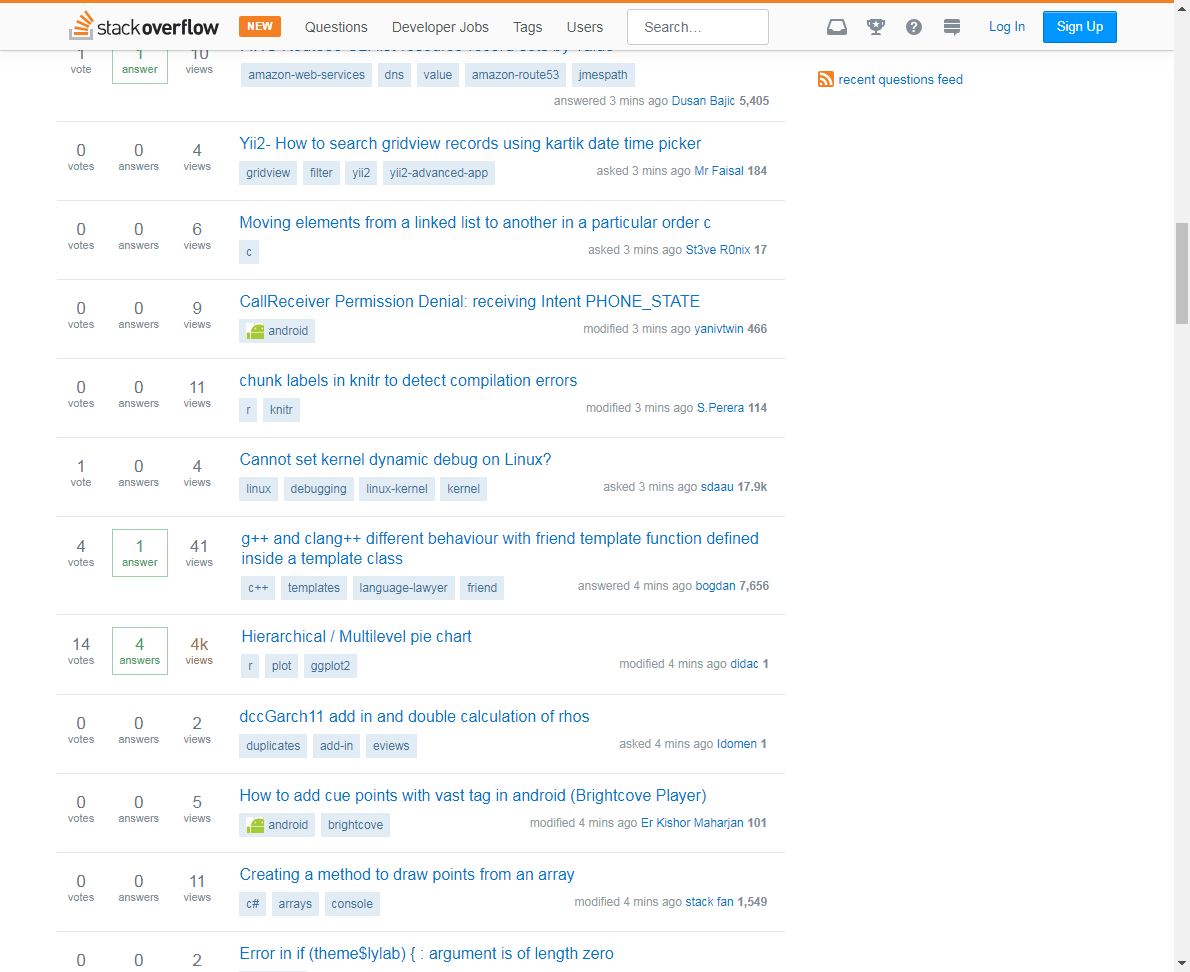 stackoverflow NEW Questions Developer Jobs Tags Users Search... ? Log In Sign Up
1 1 10
vote answer views
amazon-web-services dns value amazon-route53 jmespath
recent questions feed
answered 3 mins ago Dusan Bajic 5,405
Yii2- How to search gridview records using kartik date time picker
0 0 4
votes answers views
gridview filter yii2 yii2-advanced-app
asked 3 mins ago Mr Faisal 184
Moving elements from a linked list to another in a particular order c
0 0 6
votes answers views
c
asked 3 mins ago St3ve R0nix 17
CallReceiver Permission Denial: receiving Intent PHONE_STATE
0 0 9
votes answers views
android
modified 3 mins ago yanivtwin 466
chunk labels in knitr to detect compilation errors
0 0 11
votes answers views
r knitr
modified 3 mins ago S.Perera 114
Cannot set kernel dynamic debug on Linux?
1 0 4
vote answers views
linux debugging linux-kernel kernel
asked 3 mins ago sdaau 17.9k
g++ and clang++ different behaviour with friend template function defined
inside a template class
4 1 41
votes answer views
c++ templates language-lawyer friend
answered 4 mins ago bogdan 7,656
Hierarchical / Multilevel pie chart
14 4 4k
votes answers views
r plot ggplot2
modified 4 mins ago didac 1
dccGarch11 add in and double calculation of rhos
0 0 2
votes answers views
duplicates add-in eviews
asked 4 mins ago Idomen 1
How to add cue points with vast tag in android (Brightcove Player)
0 0 5
votes answers views
android brightcove
modified 4 mins ago Er Kishor Maharjan 101
Creating a method to draw points from an array
0 0 11
votes answers views
c# arrays console
modified 4 mins ago stack fan 1,549
Error in if (theme$lylab) { : argument is of length zero
0 0 2